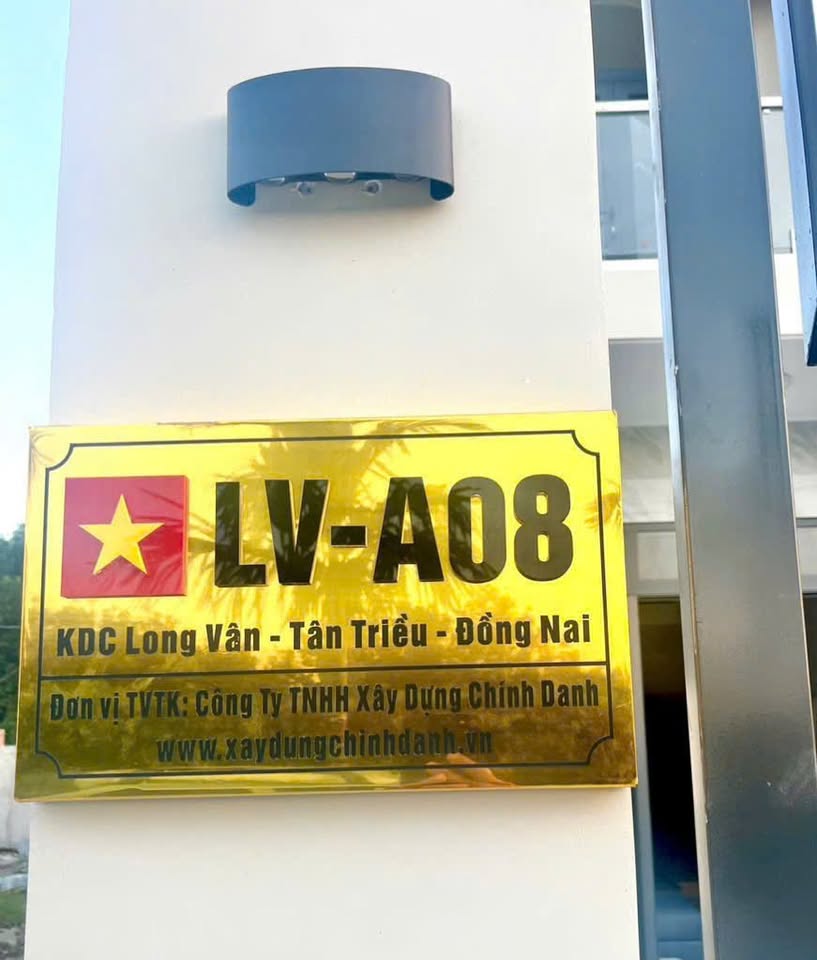 LV-A08
KDC Long Vân - Tân Triều - Đồng Nai
Đơn vị TVTK: Công Ty TNHH Xây Dựng Chính Danh
www.xaydungchinhdanh.vn